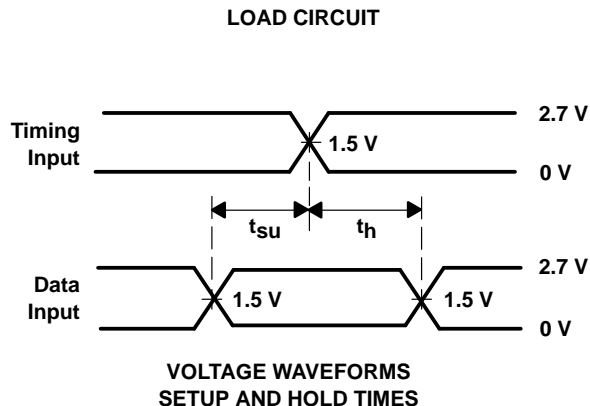 LOAD CIRCUIT
Timing
Input
2.7 V
1.5 V
0 V
tsu
th
Data
Input
2.7 V
1.5 V
1.5 V
0 V
VOLTAGE WAVEFORMS
SETUP AND HOLD TIMES